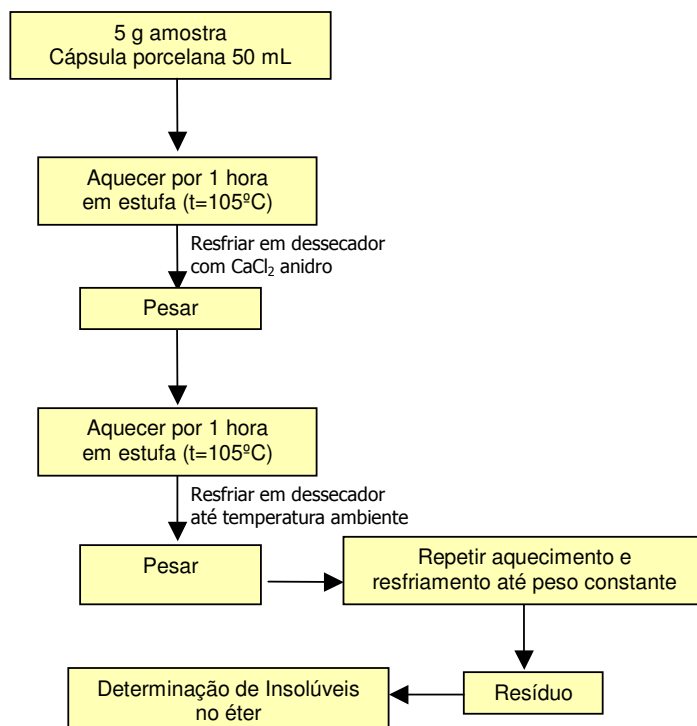 5 g amostra
Cápsula porcelana 50 mL
Aquecer por 1 hora
em estufa (t=105ºC)
Resfriar em dessecador
com CaCl₂ anidro
Pesar
Aquecer por 1 hora
em estufa (t=105ºC)
Resfriar em dessecador
até temperatura ambiente
Pesar
Repetir aquecimento e
resfriamento até peso constante
Resíduo
Determinação de Insolúveis
no éter